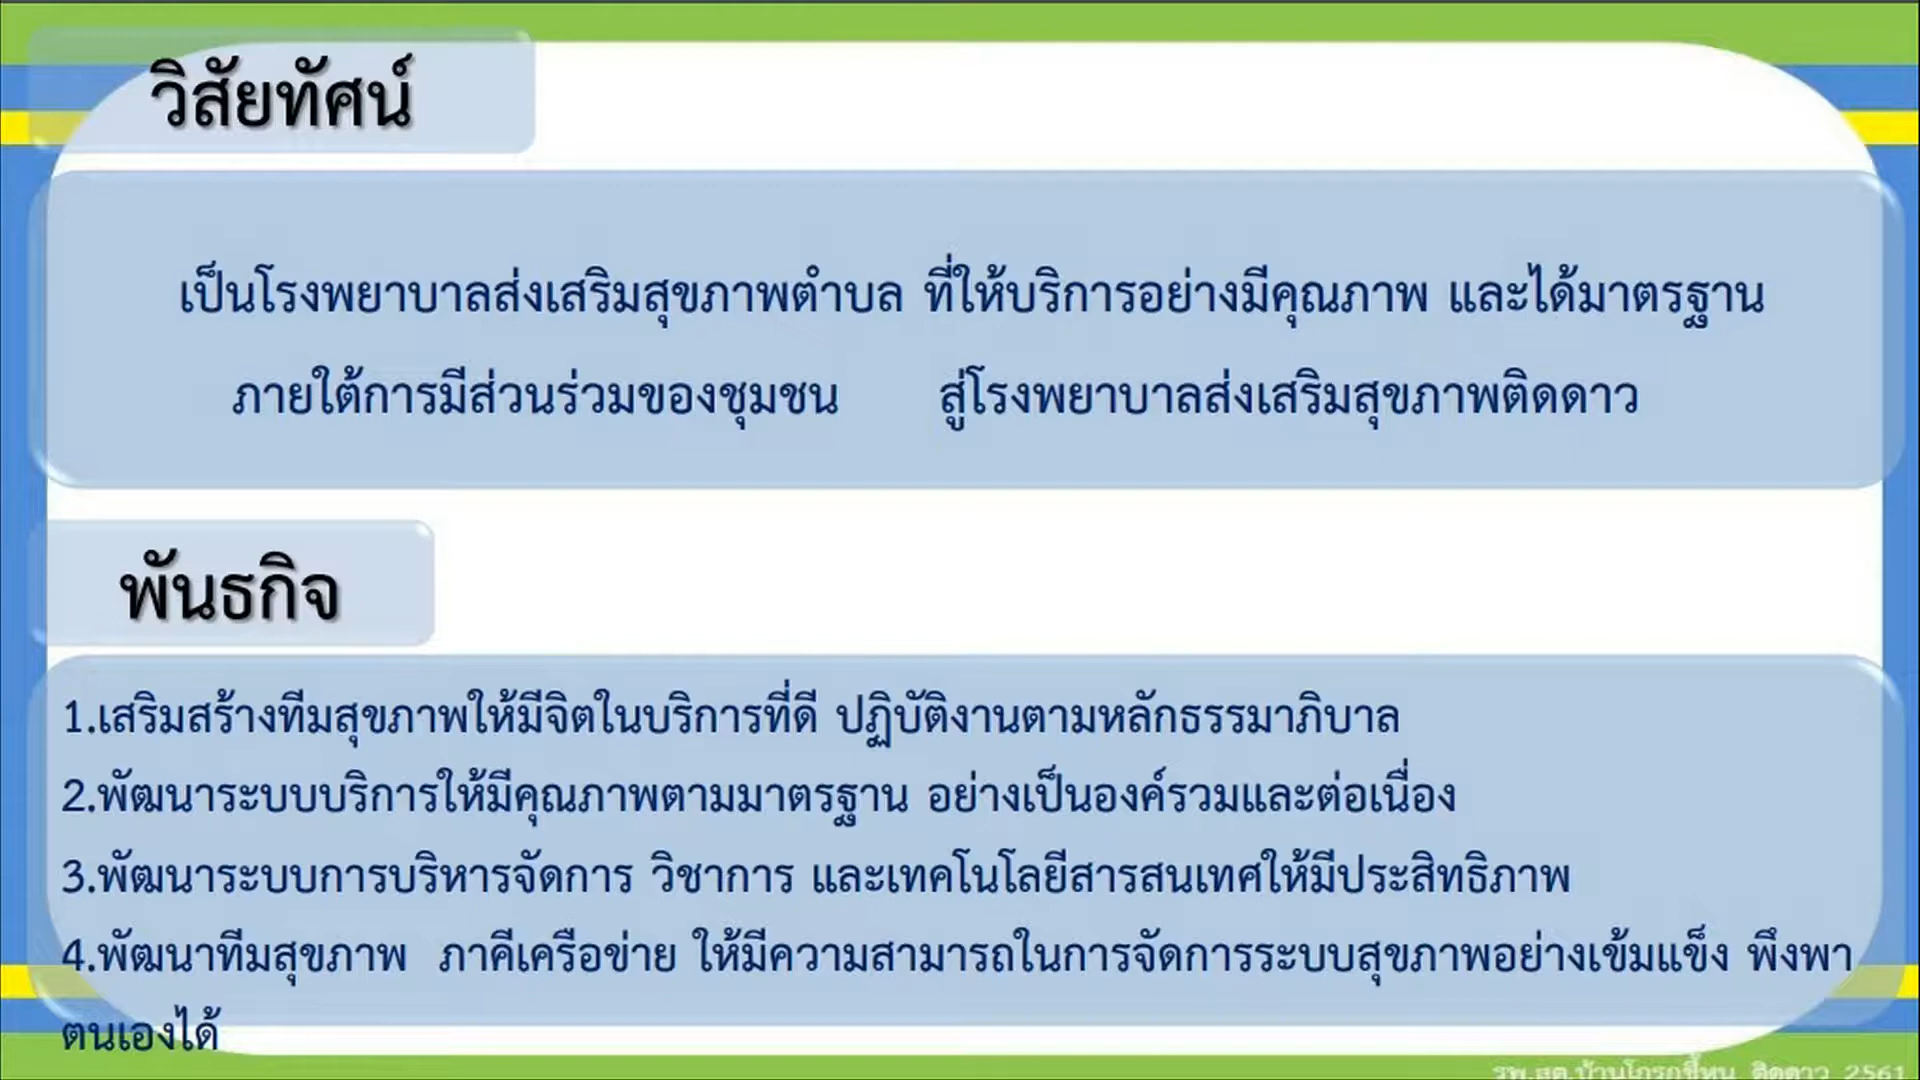 วิสัยทัศน์
เป็นโรงพยาบาลส่งเสริมสุขภาพตำบล ที่ให้บริการอย่างมีคุณภาพ และได้มาตรฐาน
ภายใต้การมีส่วนร่วมของชุมชน สู่โรงพยาบาลส่งเสริมสุขภาพติดดาว
พันธกิจ
1.เสริมสร้างทีมสุขภาพให้มีจิตในบริการที่ดี ปฏิบัติงานตามหลักธรรมาภิบาล
2.พัฒนาระบบบริการให้มีคุณภาพตามมาตรฐาน อย่างเป็นองค์รวมและต่อเนื่อง
3.พัฒนาระบบการบริหารจัดการ วิชาการ และเทคโนโลยีสารสนเทศให้มีประสิทธิภาพ
4.พัฒนาทีมสุขภาพ ภาคีเครือข่าย ให้มีความสามารถในการจัดการระบบสุขภาพอย่างเข้มแข็ง พึงพา
ตนเองได้
ติดดาว 2561